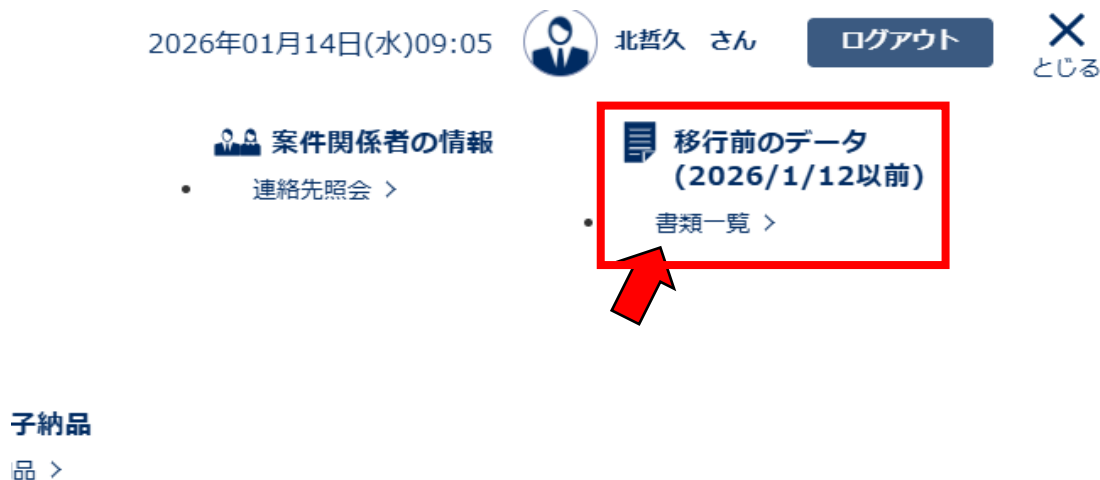 2026年01月14日(水)09:05
北哲久 さん
ログアウト
とじる
案件関係者の情報
連絡先照会 >
移行前のデータ
(2026/1/12以前)
書類一覧 >
子納品
品 >